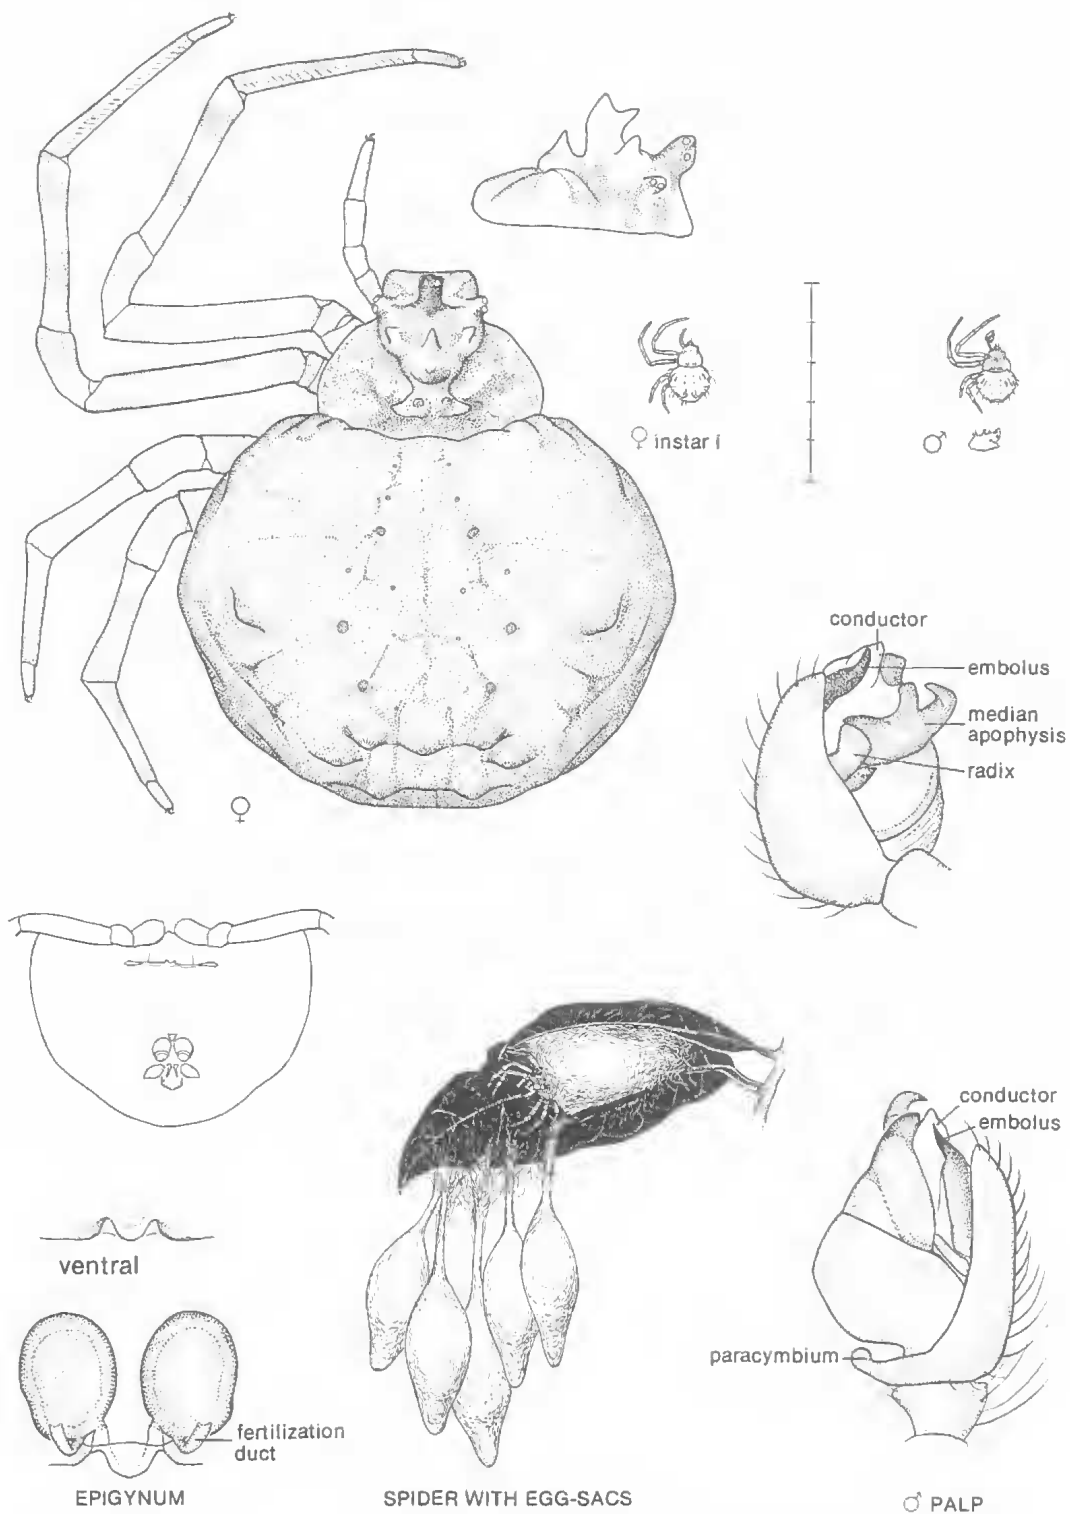 ♀ instar I
♂
conductor
embolus
median
apophysis
radix
♀
conductor
embolus
ventral
paracymbium
fertilization
duct
EPIGYNUM
SPIDER WITH EGG-SACS
♂ PALP